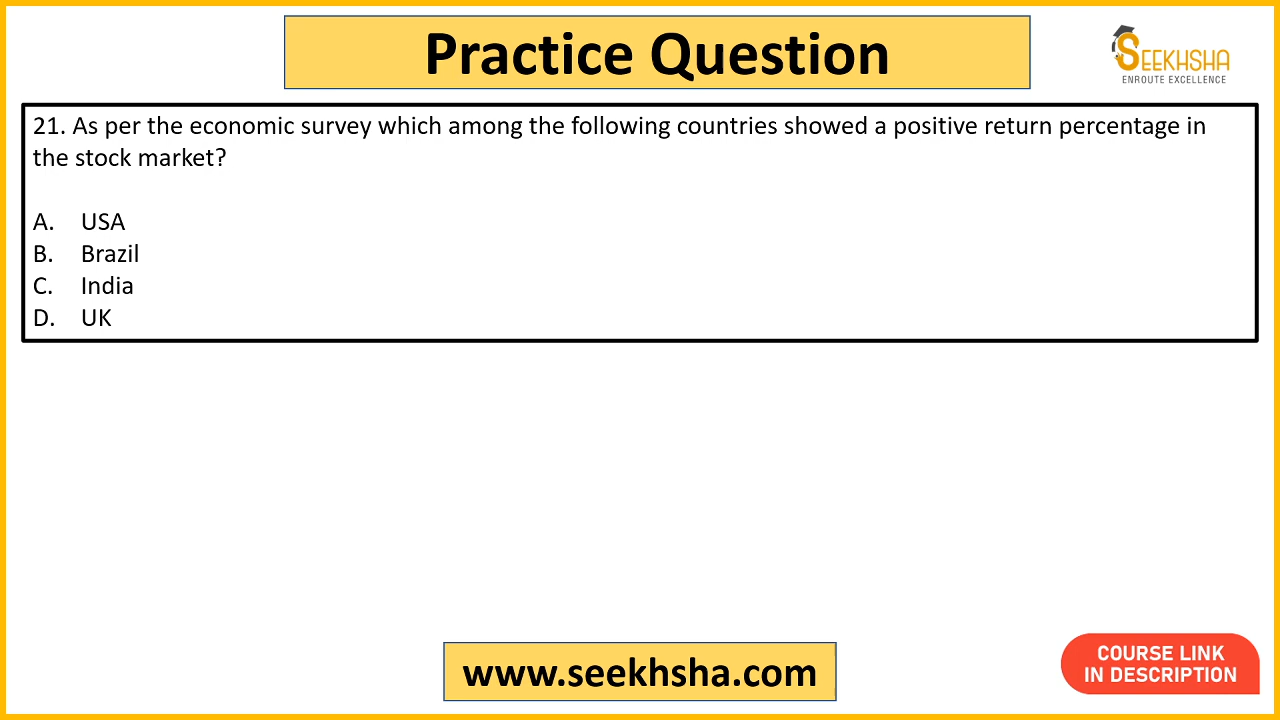 Practice Question
SEEKHSHA
ENROUTE EXCELLENCE
21. As per the economic survey which among the following countries showed a positive return percentage in
the stock market?
A. USA
B. Brazil
C. India
D. UK
www.seekhsha.com
COURSE LINK
IN DESCRIPTION